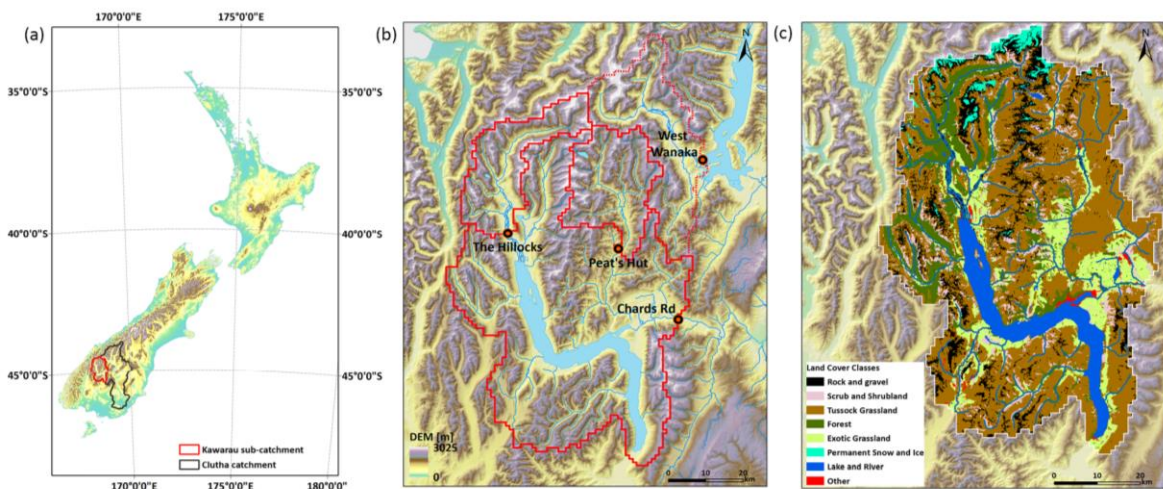 (a)
170°0'0"E
175°0'0"E
35°0'0"S
35°0'0"S
40°0'0"S
40°0'0"S
45°0'0"S
45°0'0"S
Kawarau sub-catchment
Clutha catchment
170°0'0"E
175°0'0"E
180°0'0"E
(b)
N
West
Wanaka
The Hillocks
Peat's Hut
Chards Rd
DEM [m]
3025
0
0
10
20
km
(c)
N
Land Cover Classes
Rock and gravel
Scrub and Shrubland
Tussock Grassland
Forest
Exotic Grassland
Permanent Snow and Ice
Lake and River
Other
0
10
20
km